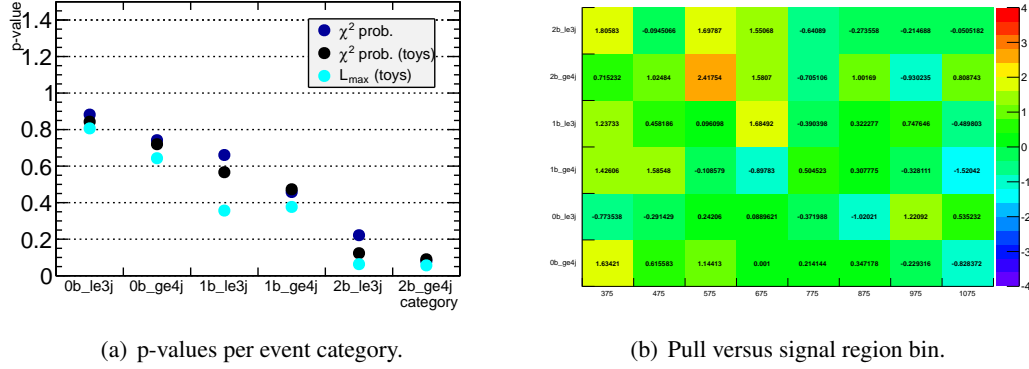 p-value
1.4
1.2
1
0.8
0.6
0.4
0.2
0
χ² prob.
χ² prob. (toys)
L_max (toys)
0b_le3j 0b_ge4j 1b_le3j 1b_ge4j 2b_le3j 2b_ge4j
category
(a) p-values per event category.
2b_le3j 1.80583 -0.0945066 1.69787 1.55068 -0.64089 -0.273558 -0.214688 -0.0505182
2b_ge4j 0.715232 1.02484 2.41754 1.5807 -0.705106 1.00169 -0.930235 0.808743
1b_le3j 1.23733 0.458186 0.096098 1.68492 -0.390398 0.322277 0.747646 -0.489803
1b_ge4j 1.42606 1.58548 -0.108579 -0.89783 0.504523 0.307775 -0.328111 -1.52042
0b_le3j -0.773538 -0.291429 0.24206 0.0889621 -0.371988 -1.02021 1.22092 0.535232
0b_ge4j 1.63421 0.615583 1.14413 0.001 0.214144 0.347178 -0.229316 -0.828372
375 475 575 675 775 875 975 1075
4
3
2
1
0
-1
-2
-3
-4
(b) Pull versus signal region bin.